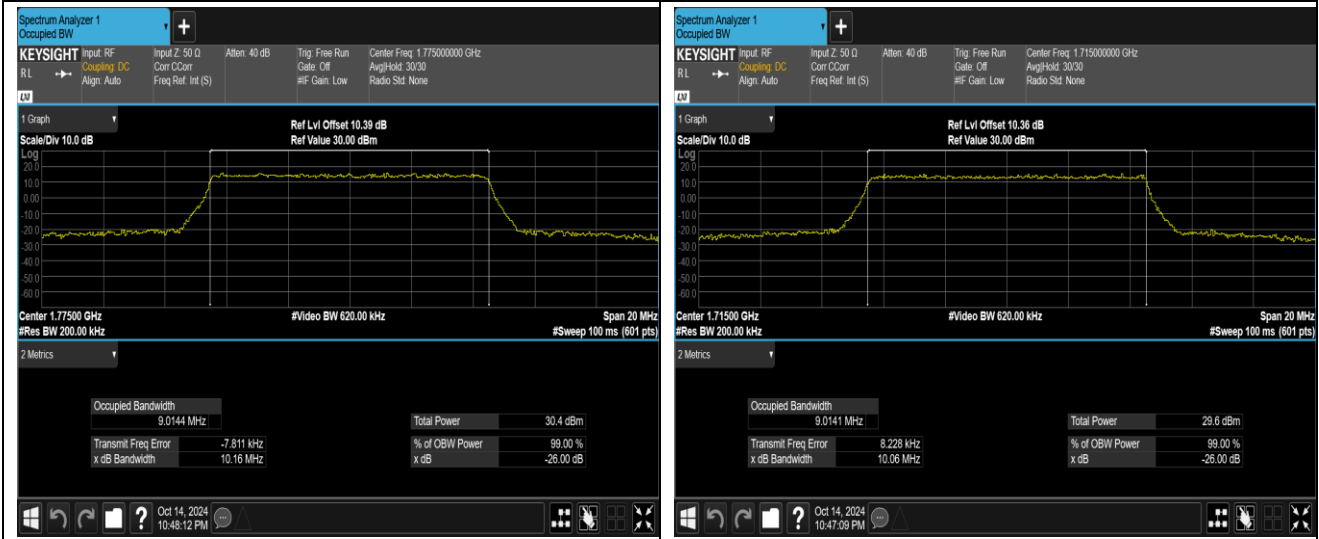 Spectrum Analyzer 1
Occupied BW
+
KEYSIGHT Input: RF Input Z: 50 Ω Atten: 40 dB Trig: Free Run Center Freq: 1.775000000 GHz
RL Coupling: DC Corr CCorr Gate: Off Avg|Hold: 30/30
Align: Auto Freq Ref: Int (S) #IF Gain: Low Radio Std: None
LXI
1 Graph
Ref Lvl Offset 10.39 dB
Scale/Div 10.0 dB Ref Value 30.00 dBm
Log
20.0
10.0
0.00
-10.0
-20.0
-30.0
-40.0
-50.0
-60.0
Center 1.77500 GHz #Video BW 620.00 kHz Span 20 MHz
#Res BW 200.00 kHz #Sweep 100 ms (601 pts)
2 Metrics
Occupied Bandwidth
9.0144 MHz Total Power 30.4 dBm
Transmit Freq Error -7.811 kHz % of OBW Power 99.00 %
x dB Bandwidth 10.16 MHz x dB -26.00 dB
? Oct 14, 2024
10:48:12 PM
Spectrum Analyzer 1
Occupied BW
+
KEYSIGHT Input: RF Input Z: 50 Ω Atten: 40 dB Trig: Free Run Center Freq: 1.715000000 GHz
RL Coupling: DC Corr CCorr Gate: Off Avg|Hold: 30/30
Align: Auto Freq Ref: Int (S) #IF Gain: Low Radio Std: None
LXI
1 Graph
Ref Lvl Offset 10.36 dB
Scale/Div 10.0 dB Ref Value 30.00 dBm
Log
20.0
10.0
0.00
-10.0
-20.0
-30.0
-40.0
-50.0
-60.0
Center 1.71500 GHz #Video BW 620.00 kHz Span 20 MHz
#Res BW 200.00 kHz #Sweep 100 ms (601 pts)
2 Metrics
Occupied Bandwidth
9.0141 MHz Total Power 29.6 dBm
Transmit Freq Error 8.228 kHz % of OBW Power 99.00 %
x dB Bandwidth 10.06 MHz x dB -26.00 dB
? Oct 14, 2024
10:47:09 PM